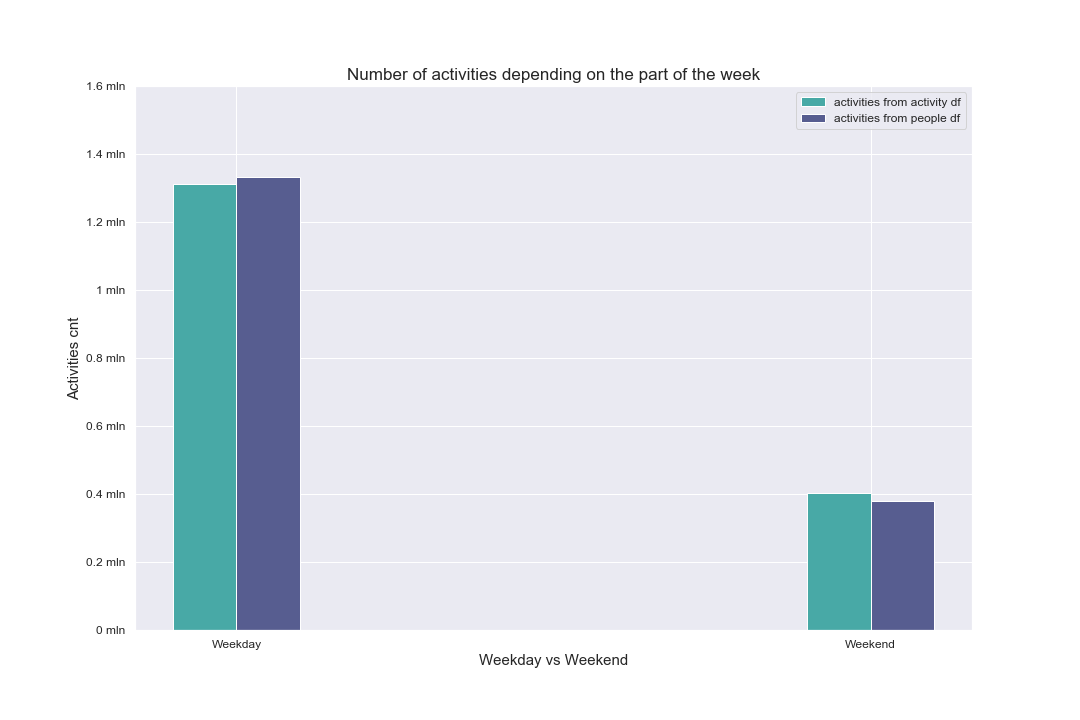 Number of activities depending on the part of the week
activities from activity df
activities from people df
1.6 mln
1.4 mln
1.2 mln
1 mln
0.8 mln
0.6 mln
0.4 mln
0.2 mln
0 mln
Activities cnt
Weekday
Weekend
Weekday vs Weekend